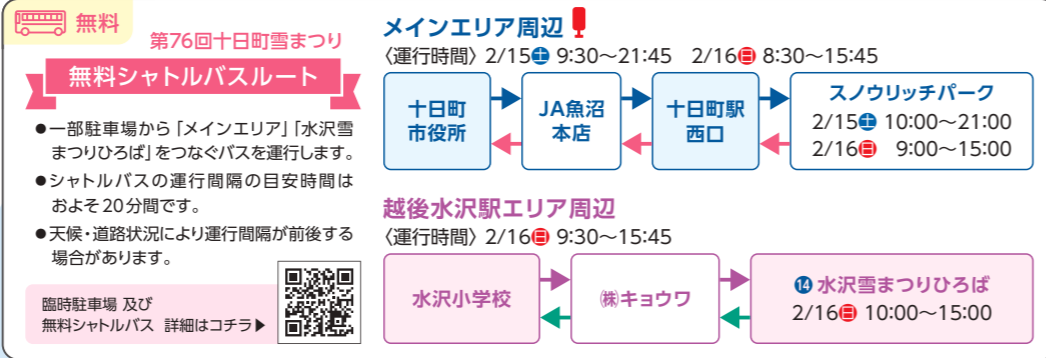 無料
第76回十日町雪まつり
無料シャトルバスルート
●一部駐車場から「メインエリア」「水沢雪
まつりひろば」をつなぐバスを運行します。
●シャトルバスの運行間隔の目安時間は
およそ20分間です。
●天候・道路状況により運行間隔が前後する
場合があります。
臨時駐車場 及び
無料シャトルバス 詳細はコチラ▶
メインエリア周辺
〈運行時間〉 2/15土 9:30〜21:45 2/16日 8:30〜15:45
十日町
市役所
JA魚沼
本店
十日町駅
西口
スノウリッチパーク
2/15土 10:00〜21:00
2/16日 9:00〜15:00
越後水沢駅エリア周辺
〈運行時間〉 2/16日 9:30〜15:45
水沢小学校
㈱キョウワ
⓮ 水沢雪まつりひろば
2/16日 10:00〜15:00